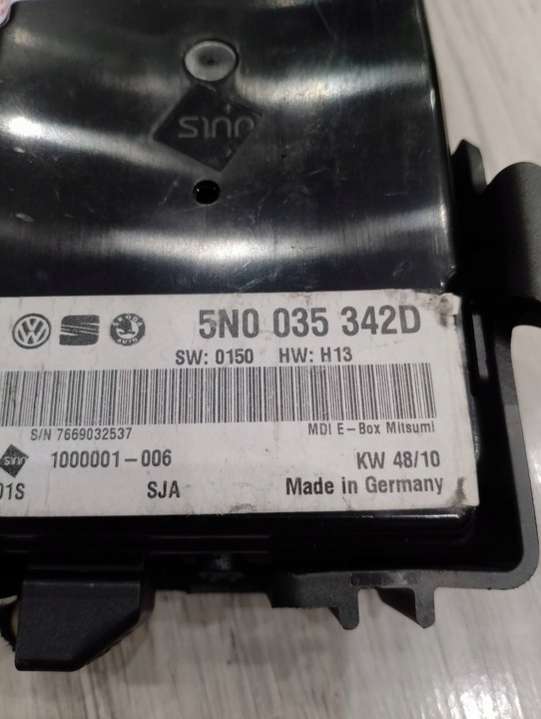 5N0 035 342D
SW: 0150 HW: H13
S/N 7669032537
MDI E-Box Mitsumi
1000001-006
KW 48/10
01S
SJA
Made in Germany